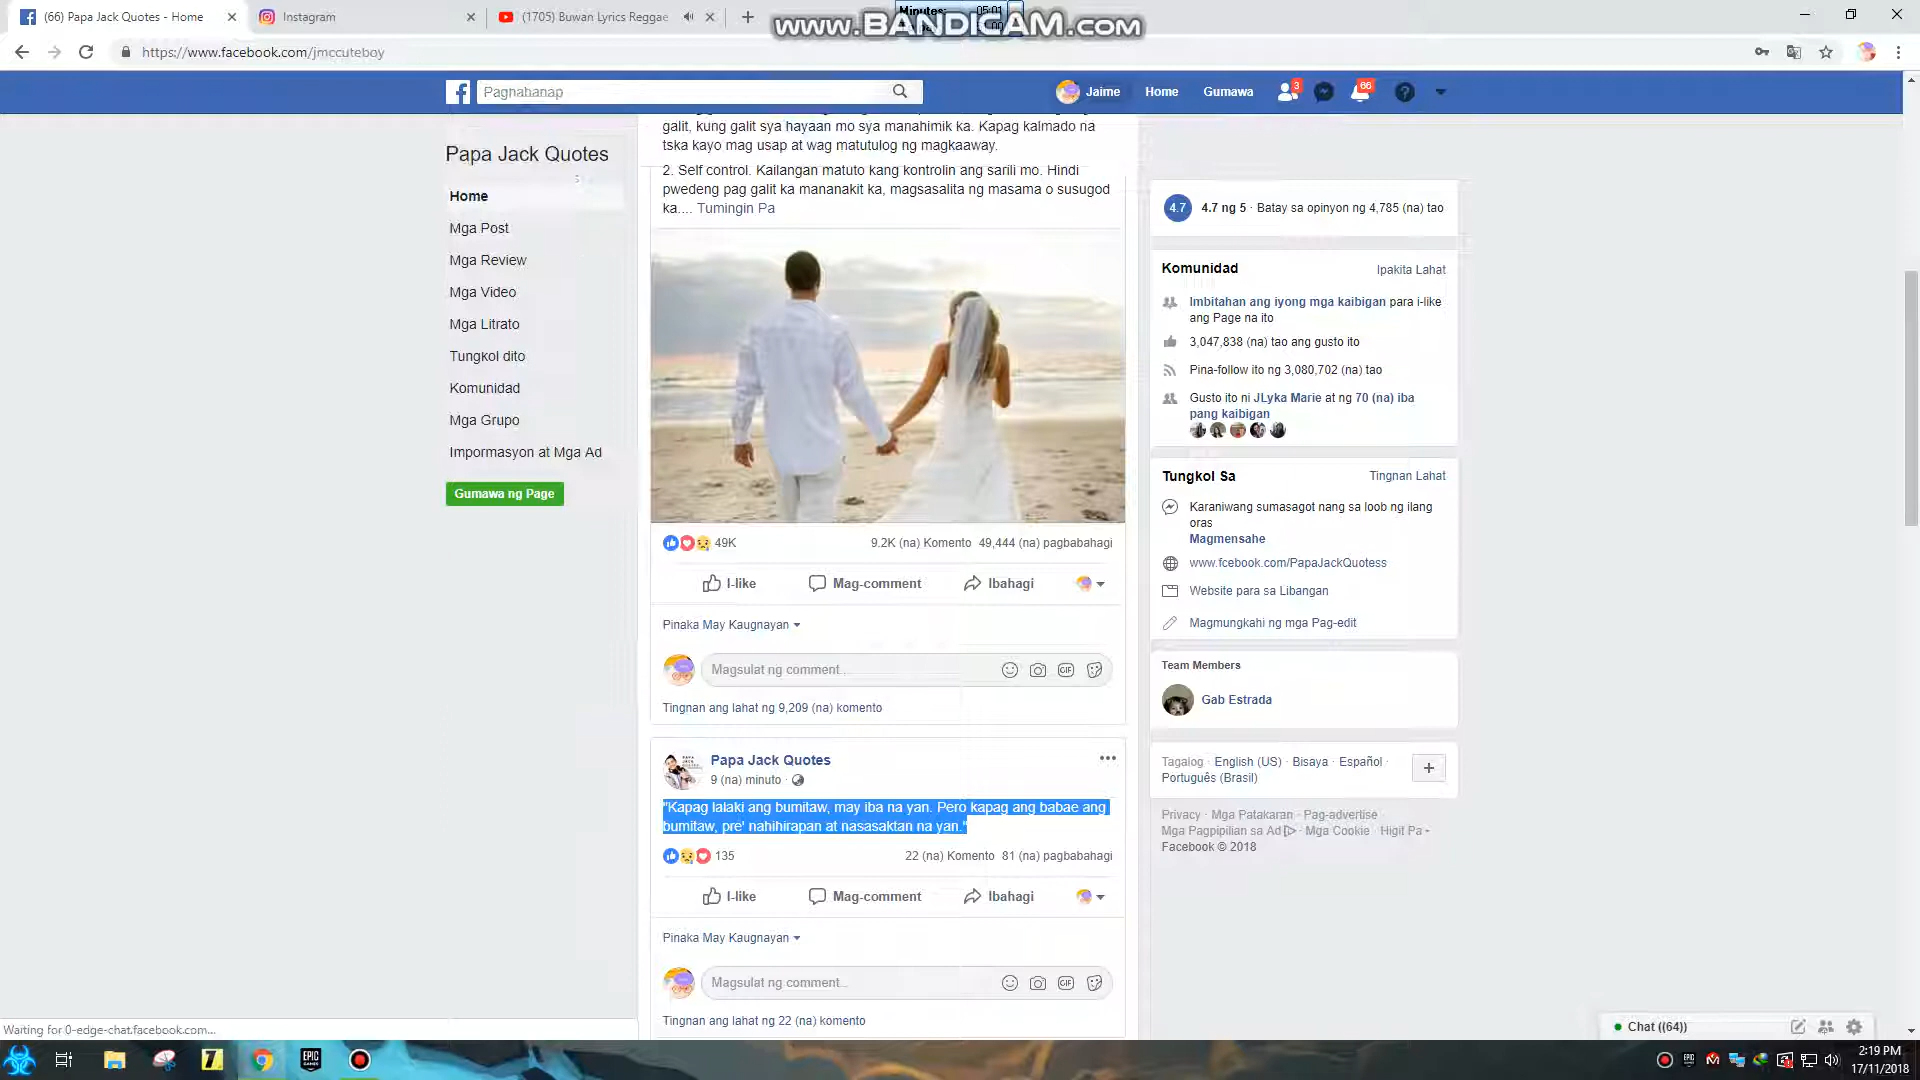 (66) Papa Jack Quotes - Home
Instagram
(1705) Buwan Lyrics Reggae
Minutes: 05:01
www.BANDICAM.com
https://www.facebook.com/jmccuteboy
Paghahanap
Jaime
Home
Gumawa
3
66
Papa Jack Quotes
Home
Mga Post
Mga Review
Mga Video
Mga Litrato
Tungkol dito
Komunidad
Mga Grupo
Impormasyon at Mga Ad
Gumawa ng Page
galit, kung galit sya hayaan mo sya manahimik ka. Kapag kalmado na
tska kayo mag usap at wag matutulog ng magkaaway.
2. Self control. Kailangan matuto kang kontrolin ang sarili mo. Hindi
pwedeng pag galit ka mananakit ka, magsasalita ng masama o susugod
ka.... Tumingin Pa
49K
9.2K (na) Komento 49,444 (na) pagbabahagi
I-like
Mag-comment
Ibahagi
Pinaka May Kaugnayan
Magsulat ng comment...
GIF
Tingnan ang lahat ng 9,209 (na) komento
Papa Jack Quotes
9 (na) minuto ·
"Kapag lalaki ang bumitaw, may iba na yan. Pero kapag ang babae ang
bumitaw, pre' nahihirapan at nasasaktan na yan."
135
22 (na) Komento 81 (na) pagbabahagi
I-like
Mag-comment
Ibahagi
Pinaka May Kaugnayan
Magsulat ng comment...
GIF
Tingnan ang lahat ng 22 (na) komento
4.7
4.7 ng 5 · Batay sa opinyon ng 4,785 (na) tao
Komunidad
Ipakita Lahat
Imbitahan ang iyong mga kaibigan para i-like
ang Page na ito
3,047,838 (na) tao ang gusto ito
Pina-follow ito ng 3,080,702 (na) tao
Gusto ito ni JLyka Marie at ng 70 (na) iba
pang kaibigan
Tungkol Sa
Tingnan Lahat
Karaniwang sumasagot nang sa loob ng ilang
oras
Magmensahe
www.fcebook.com/PapaJackQuotess
Website para sa Libangan
Magmungkahi ng mga Pag-edit
Team Members
Gab Estrada
Tagalog · English (US) · Bisaya · Español ·
Português (Brasil)
Privacy · Mga Patakaran · Pag-advertise ·
Mga Pagpipilian sa Ad · Mga Cookie · Higit Pa
Facebook © 2018
Waiting for 0-edge-chat.facebook.com...
Chat ((64))
EPIC
GAMES
2:19 PM
17/11/2018